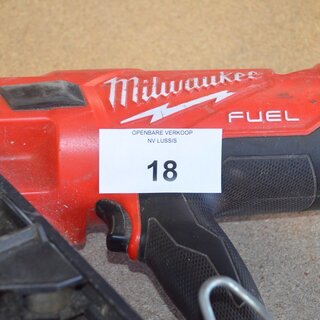 Milwaukee
FUEL
OPENBARE VERKOOP
NV LUSSIS
18